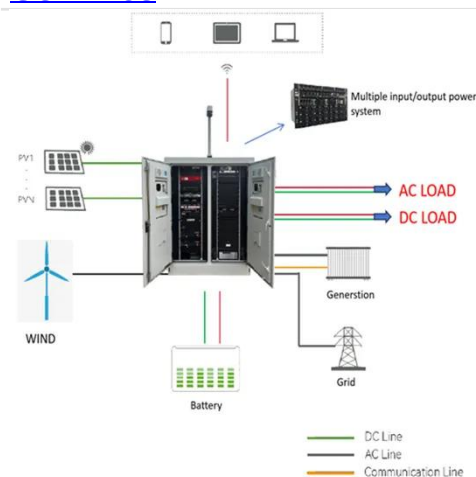 Multiple input/output power
system
PV1
PVN
AC LOAD
DC LOAD
WIND
Generstion
Battery
Grid
DC Line
AC Line
Communication Line